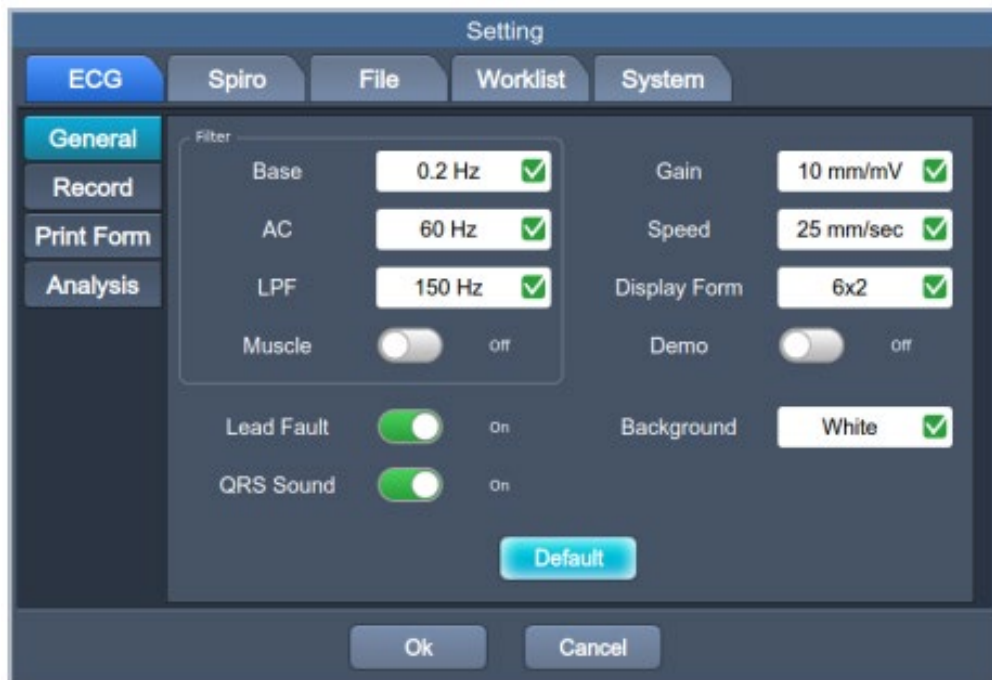 Setting
ECG Spiro File Worklist System
General
Record
Print Form
Analysis
Filter
Base 0.2 Hz Gain 10 mm/mV
AC 60 Hz Speed 25 mm/sec
LPF 150 Hz Display Form 6x2
Muscle Off Demo Off
Lead Fault On Background White
QRS Sound On
Default
Ok Cancel